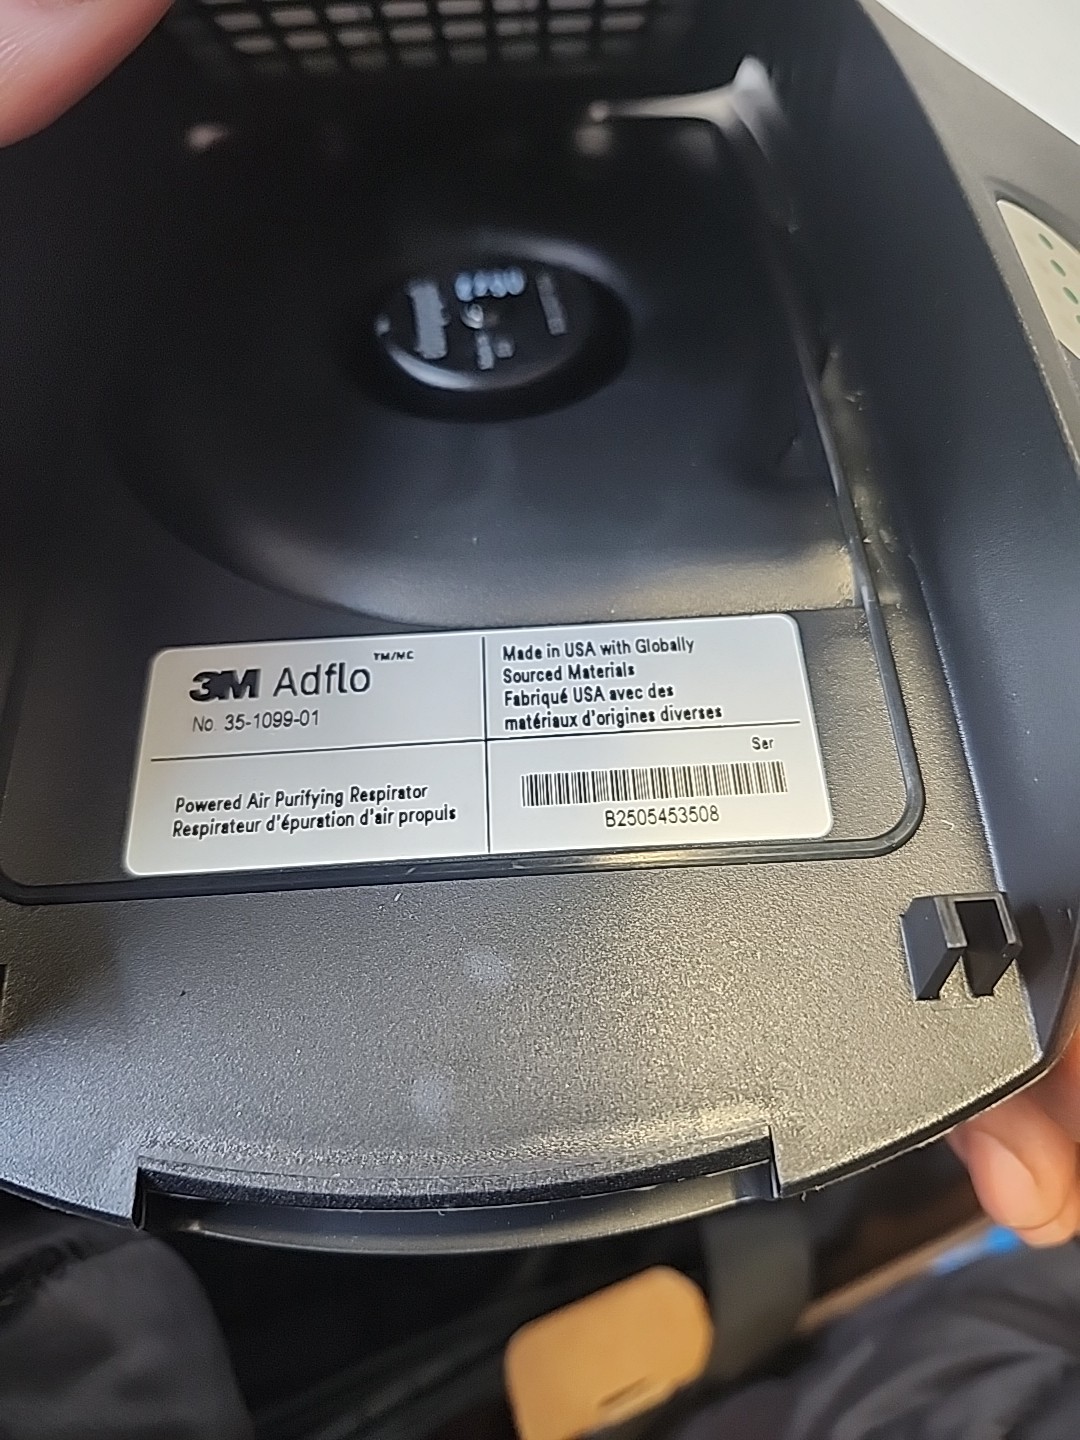 3M Adflo TM/MC
No. 35-1099-01
Powered Air Purifying Respirator
Respirateur d'épuration d'air propuls
Made in USA with Globally
Sourced Materials
Fabriqué USA avec des
matériaux d'origines diverses
Ser
B2505453508